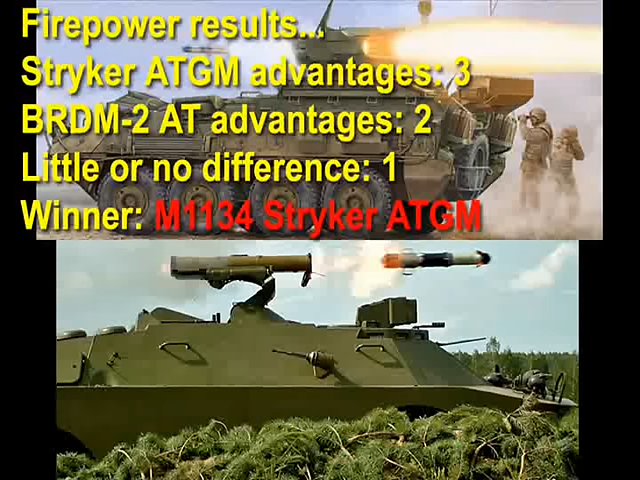 Firepower results...
Stryker ATGM advantages: 3
BRDM-2 AT advantages: 2
Little or no difference: 1
Winner: M1134 Stryker ATGM